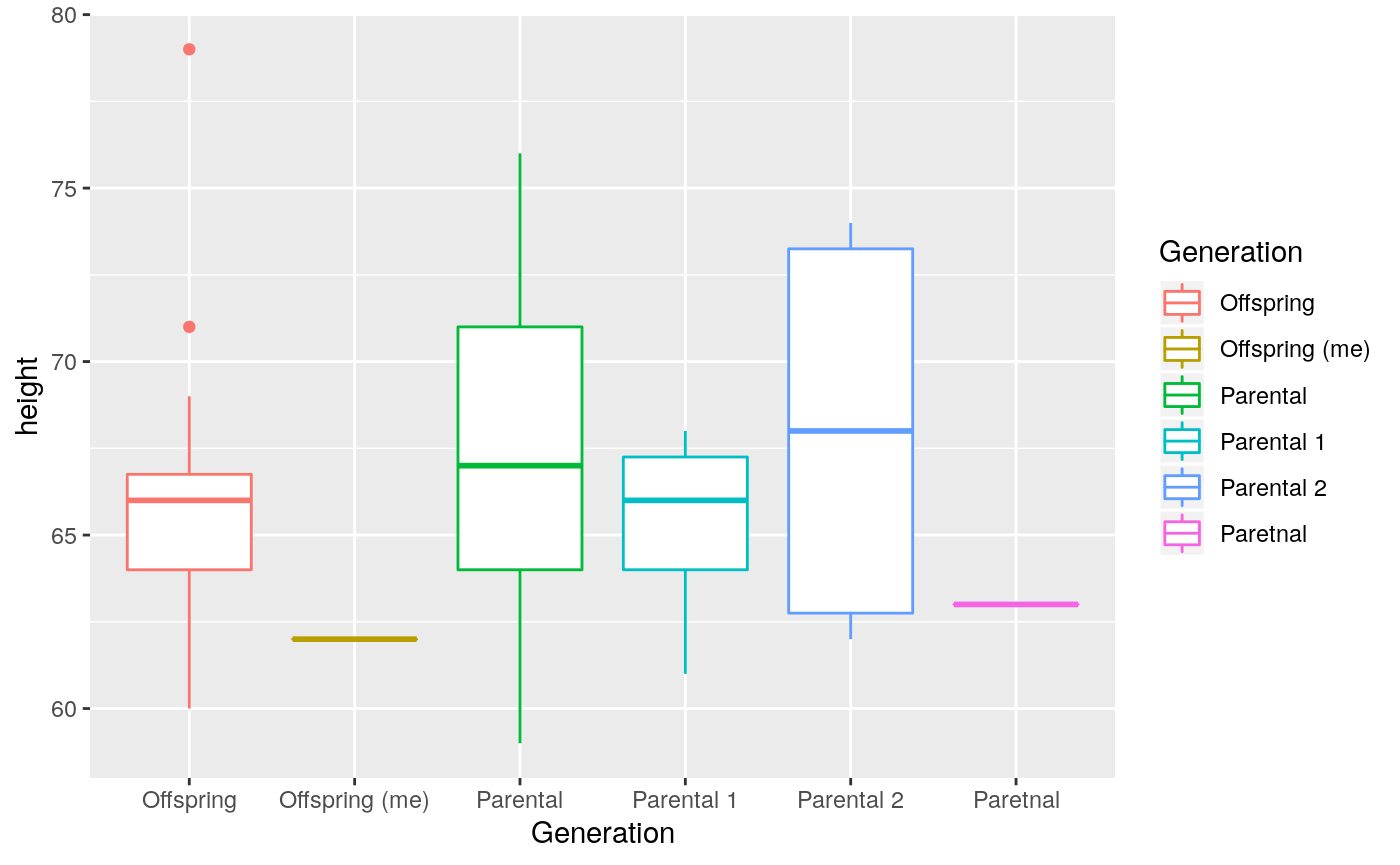 80
75
70
65
60
height
Offspring
Offspring (me)
Parental
Parental 1
Parental 2
Paretnal
Generation
Generation
Offspring
Offspring (me)
Parental
Parental 1
Parental 2
Paretnal